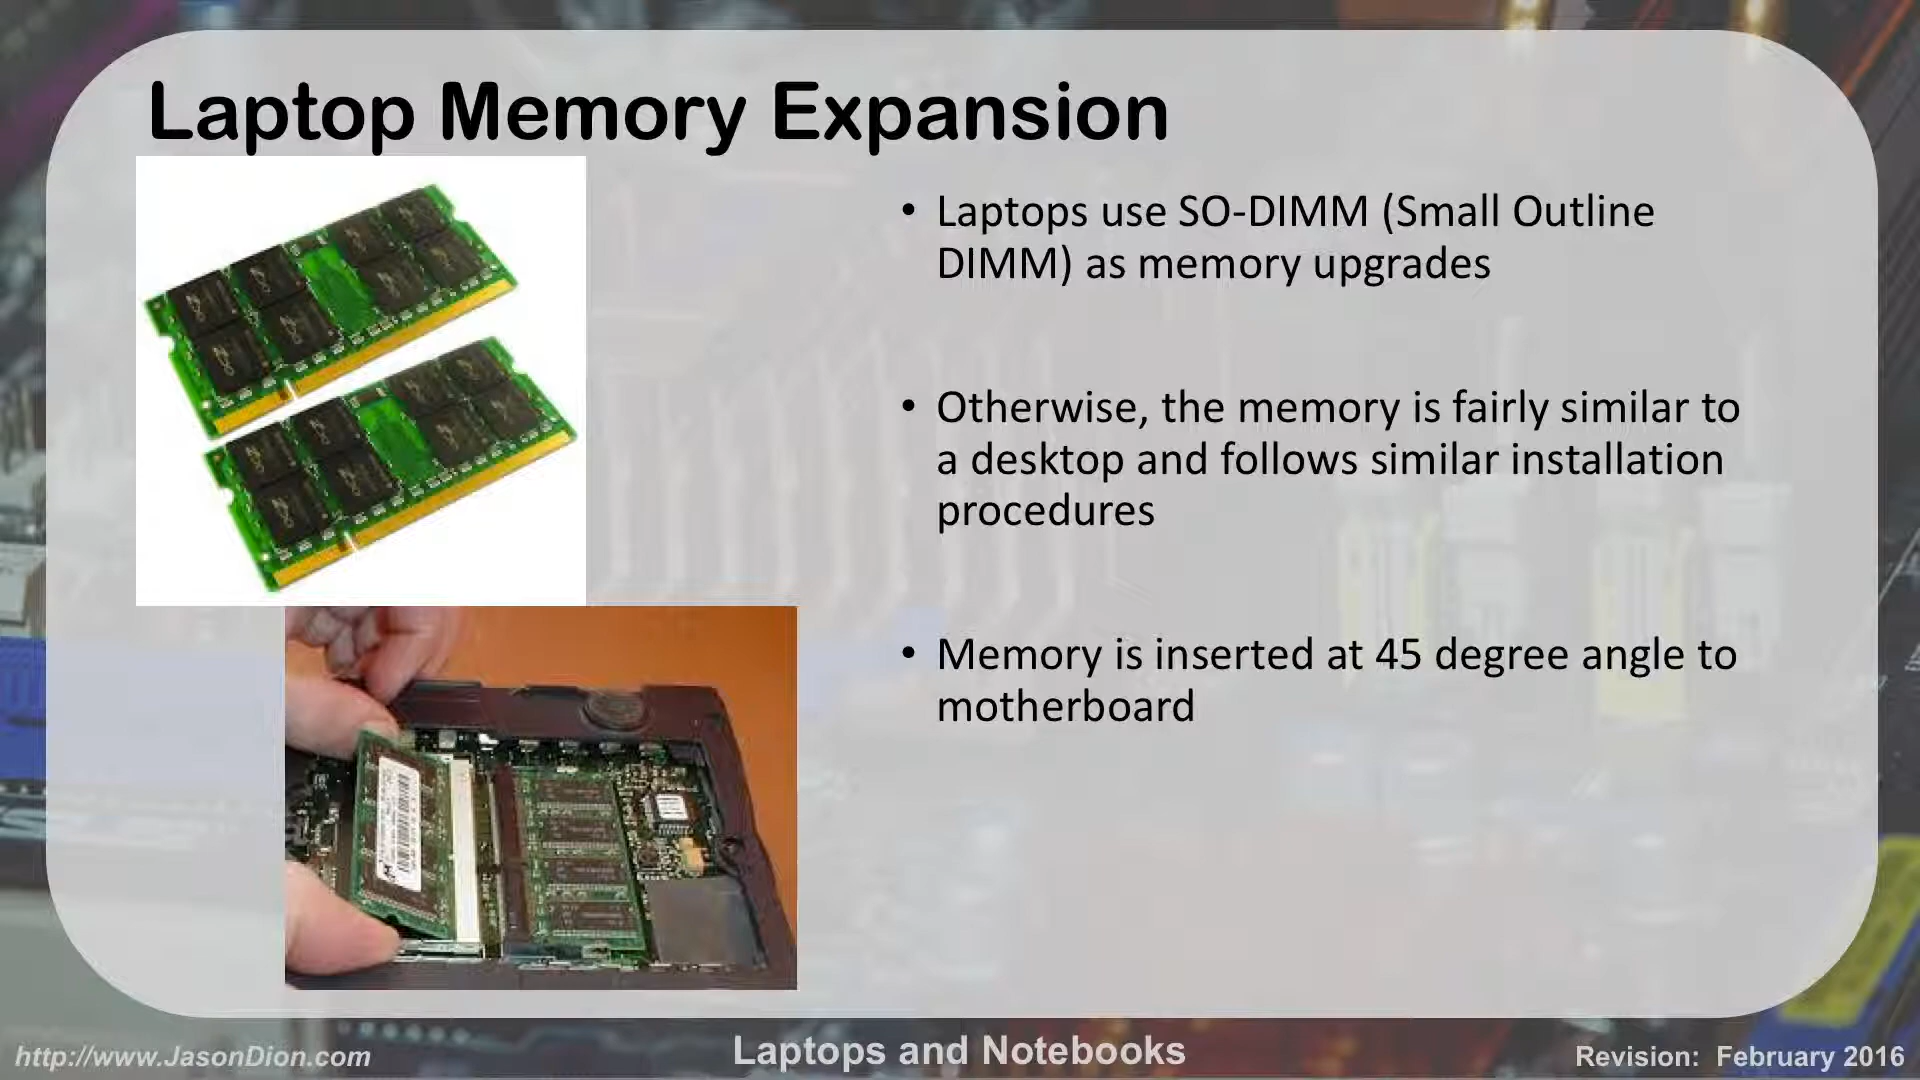 Laptop Memory Expansion
• Laptops use SO-DIMM (Small Outline
DIMM) as memory upgrades
• Otherwise, the memory is fairly similar to
a desktop and follows similar installation
procedures
• Memory is inserted at 45 degree angle to
motherboard
http://www.JasonDion.com
Laptops and Notebooks
Revision: February 2016